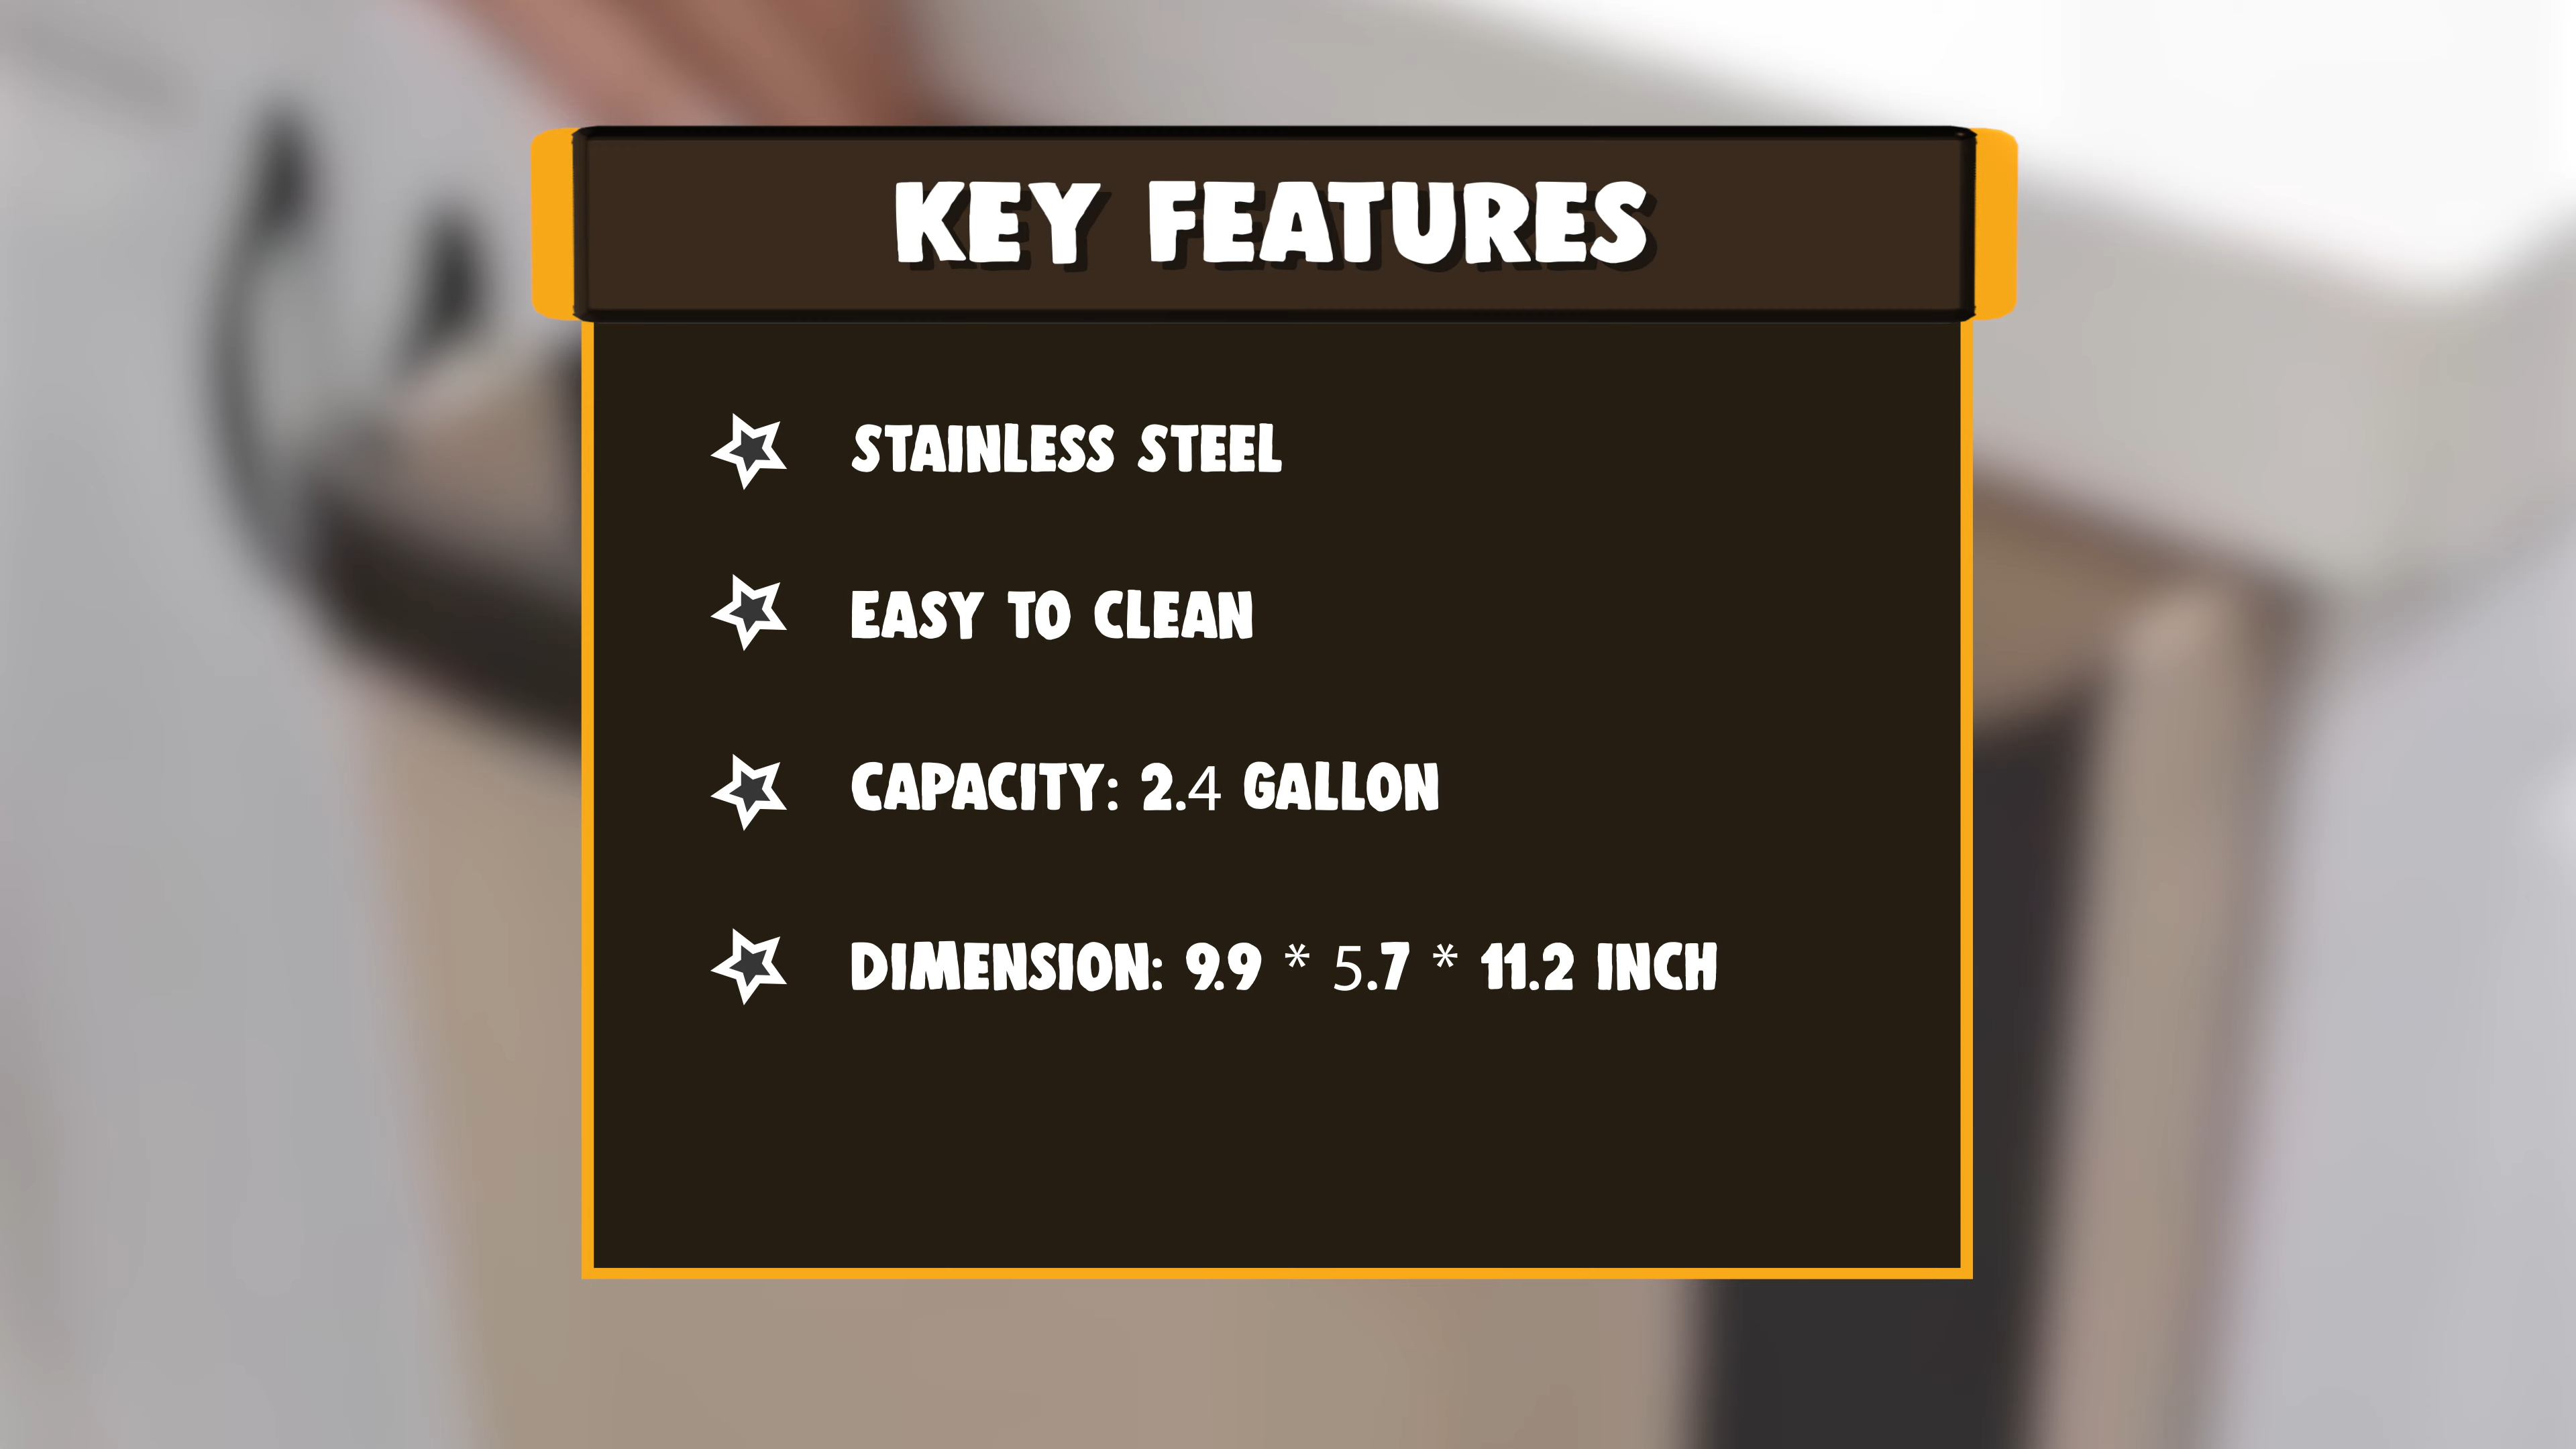 KEY FEATURES
STAINLESS STEEL
EASY TO CLEAN
CAPACITY: 2.4 GALLON
DIMENSION: 9.9 * 5.7 * 11.2 INCH